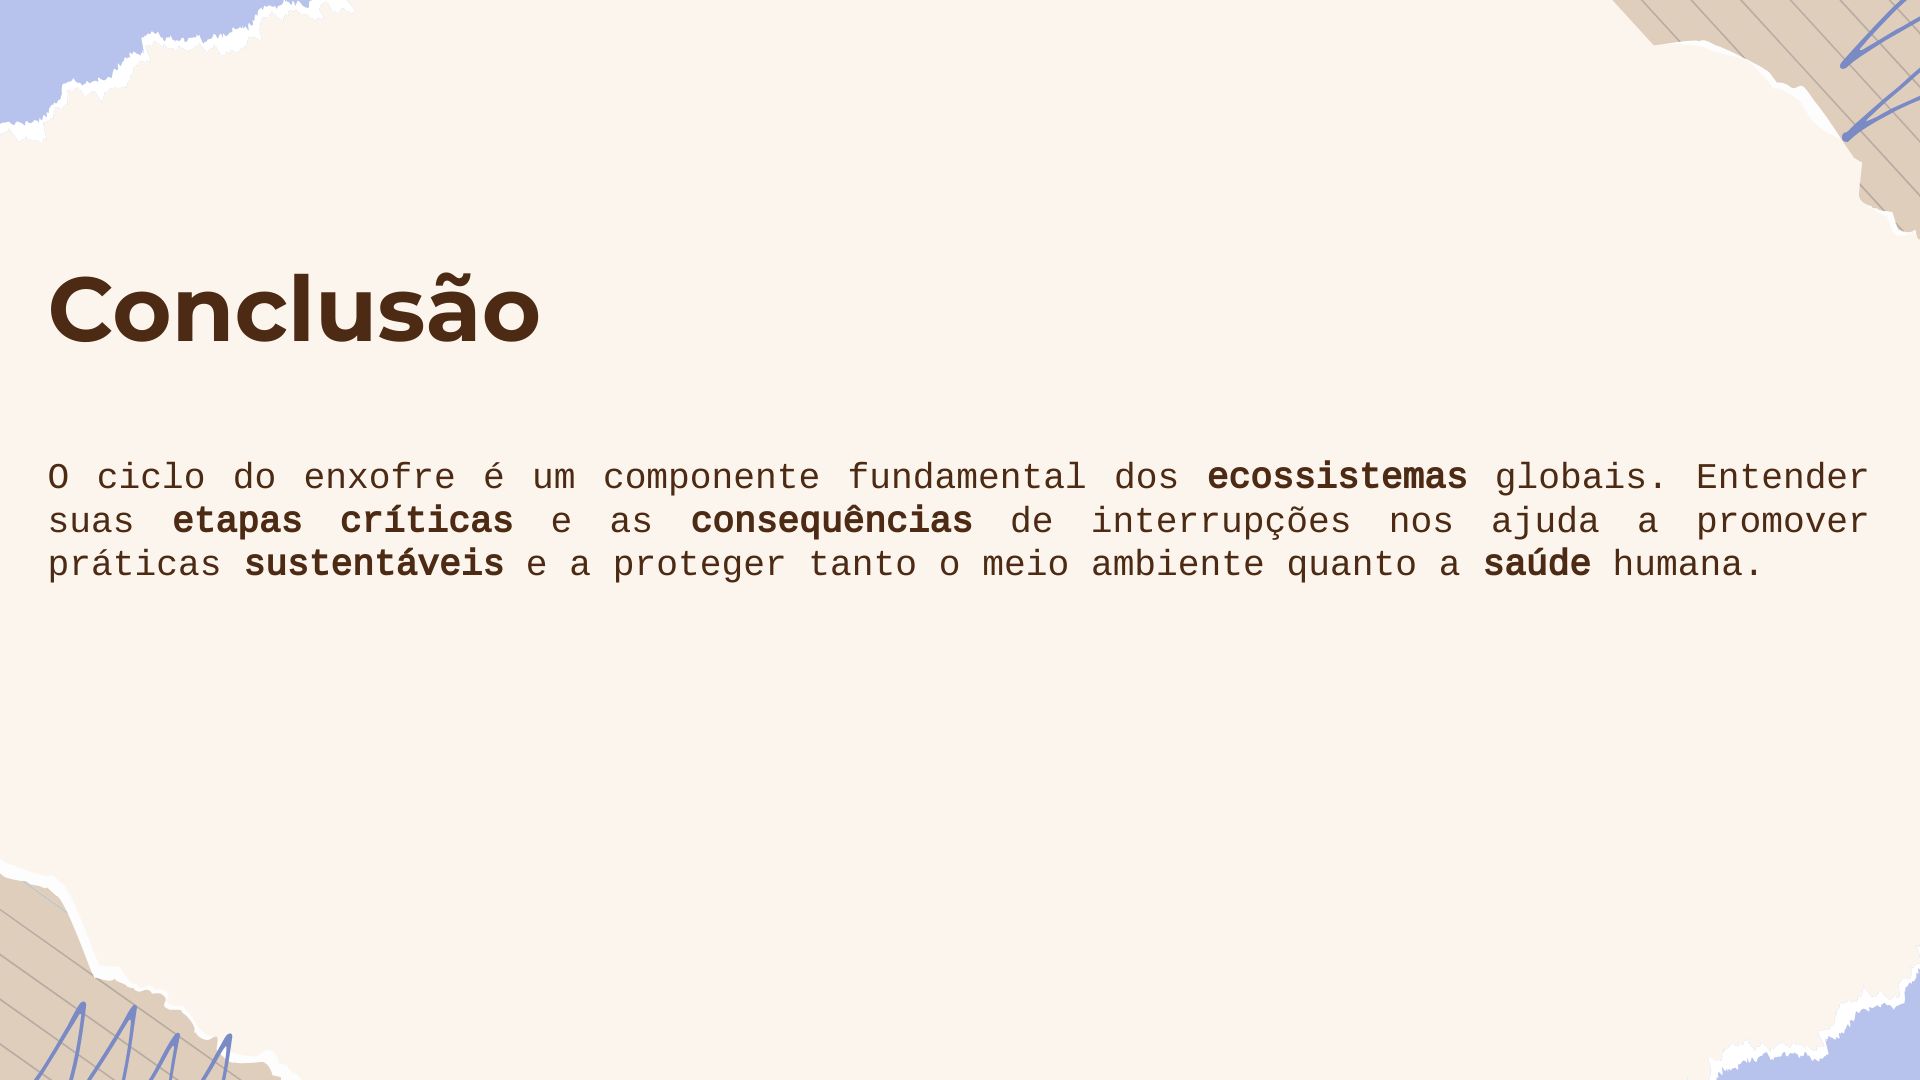 Conclusão
O ciclo do enxofre é um componente fundamental dos ecossistemas globais. Entender
suas etapas críticas e as consequências de interrupções nos ajuda a promover
práticas sustentáveis e a proteger tanto o meio ambiente quanto a saúde humana.